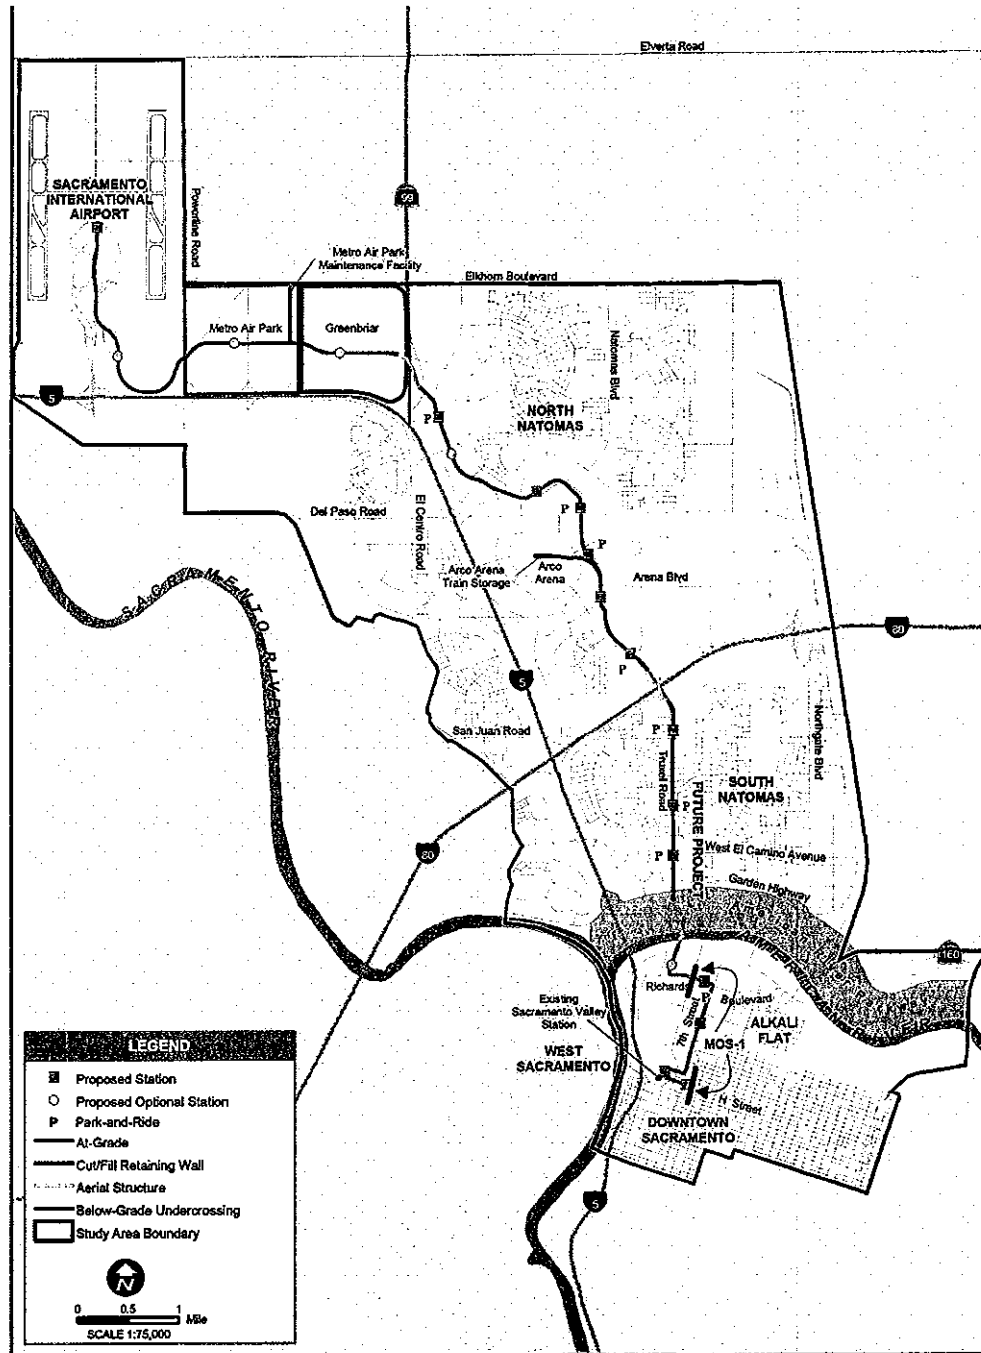 Elverta Road
99
SACRAMENTO
INTERNATIONAL
AIRPORT
Powerline Road
Metro Air Park
Maintenance Facility
Elkhorn Boulevard
Metro Air Park
Greenbriar
Natomas Blvd
5
P
NORTH
NATOMAS
Del Paso Road
El Centro Road
P
P
Arco Arena
Train Storage
Arco
Arena
Arena Blvd
SACRAMENTO RIVER
80
P
5
San Juan Road
P
Truxel Road
Northgate Blvd
SOUTH
NATOMAS
P
FUTURE PROJECT
80
P
West El Camino Avenue
Garden Highway
160
Richards
Boulevard
P
Existing
Sacramento Valley
Station
7th Street
ALKALI
FLAT
MOS-1
WEST
SACRAMENTO
H Street
DOWNTOWN
SACRAMENTO
5
LEGEND
Proposed Station
Proposed Optional Station
P Park-and-Ride
At-Grade
Cut/Fill Retaining Wall
Aerial Structure
Below-Grade Undercrossing
Study Area Boundary
N
0 0.5 1
Mile
SCALE 1:75,000